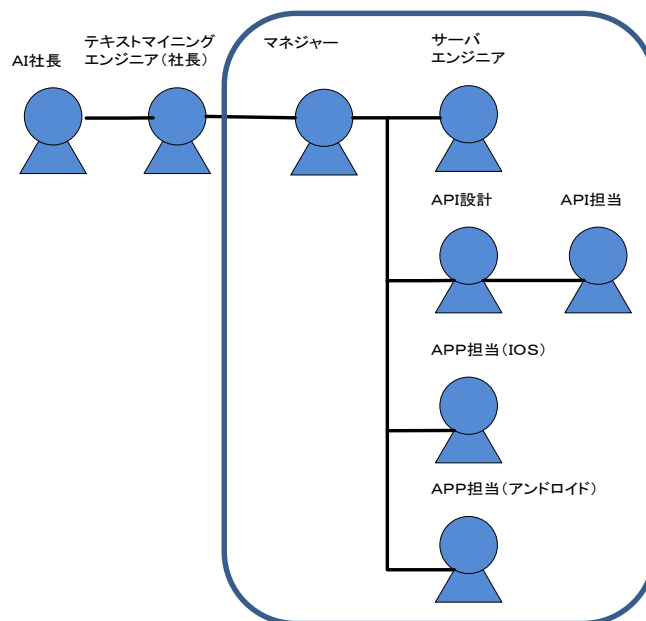 AI社長
テキストマイニング
エンジニア(社長)
マネジャー
サーバ
エンジニア
API設計
API担当
APP担当(IOS)
APP担当(アンドロイド)